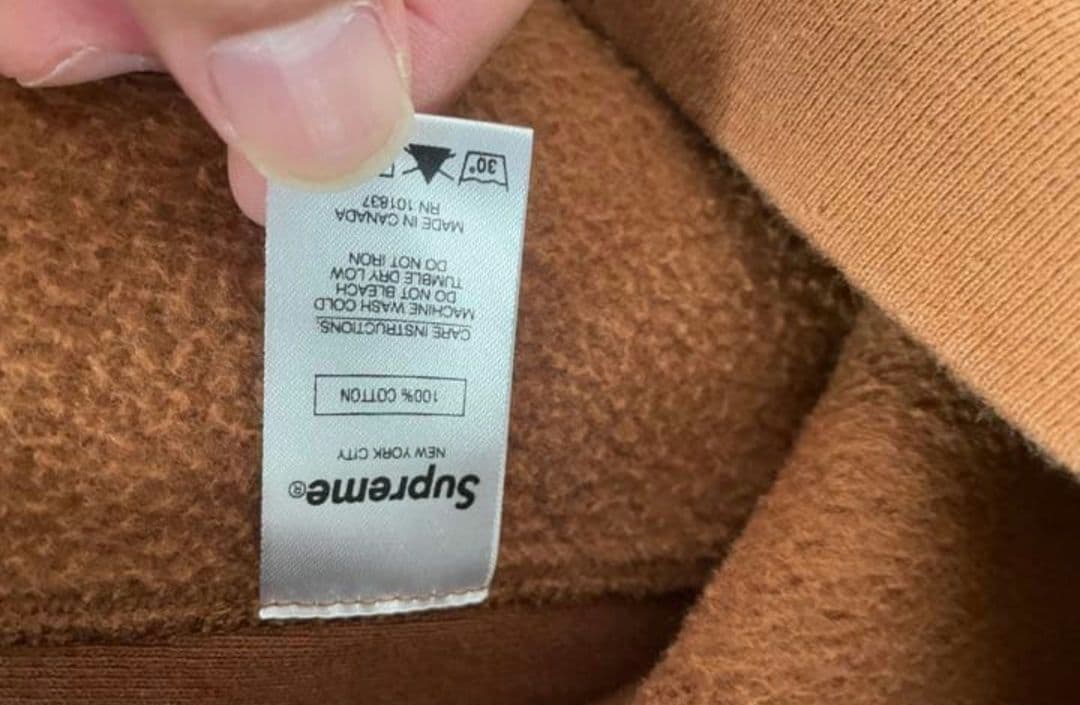 Supreme®
NEW YORK CITY
100% COTTON
CARE INSTRUCTIONS:
MACHINE WASH COLD
DO NOT BLEACH
TUMBLE DRY LOW
DO NOT IRON
MADE IN CANADA
RN 101837
30°